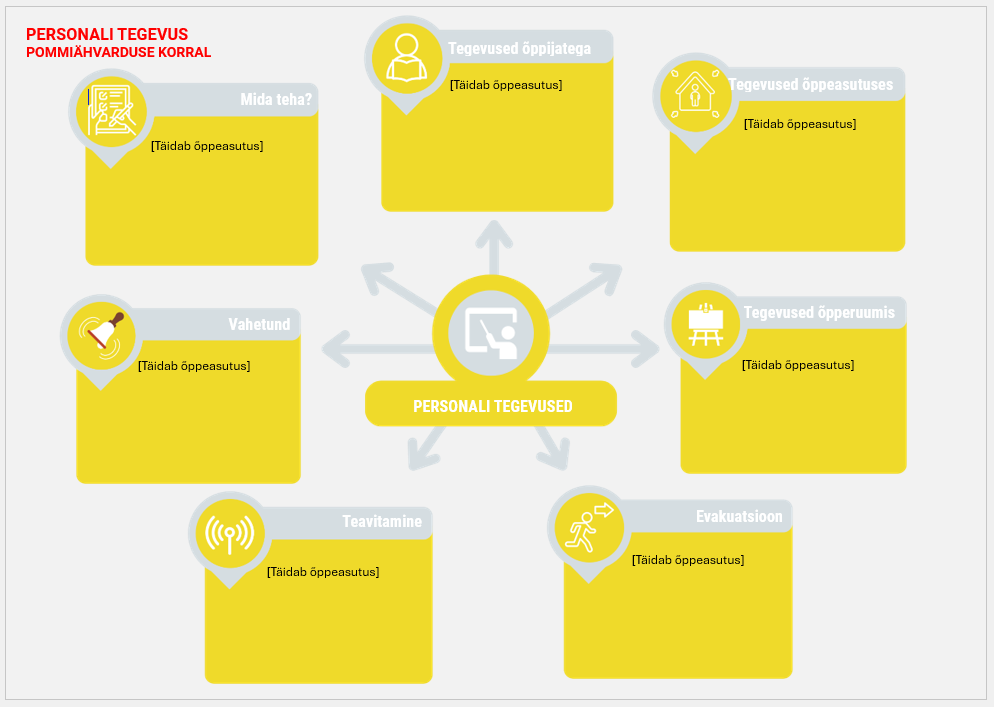 PERSONALI TEGEVUS
POMMIÄHVARDUSE KORRAL
Mida teha?
[Täidab õppeasutus]
Tegevused õppijatega
[Täidab õppeasutus]
Tegevused õppeasutuses
[Täidab õppeasutus]
Vahetund
[Täidab õppeasutus]
PERSONALI TEGEVUSED
Tegevused õpperuumis
[Täidab õppeasutus]
Teavitamine
[Täidab õppeasutus]
Evakuatsioon
[Täidab õppeasutus]